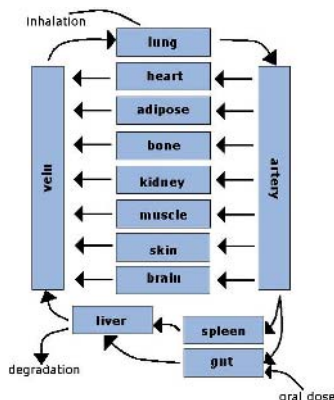 Inhalation
lung
heart
adipose
bone
kidney
muscle
skin
brain
vein
artery
liver
spleen
gut
degradation
oral dose